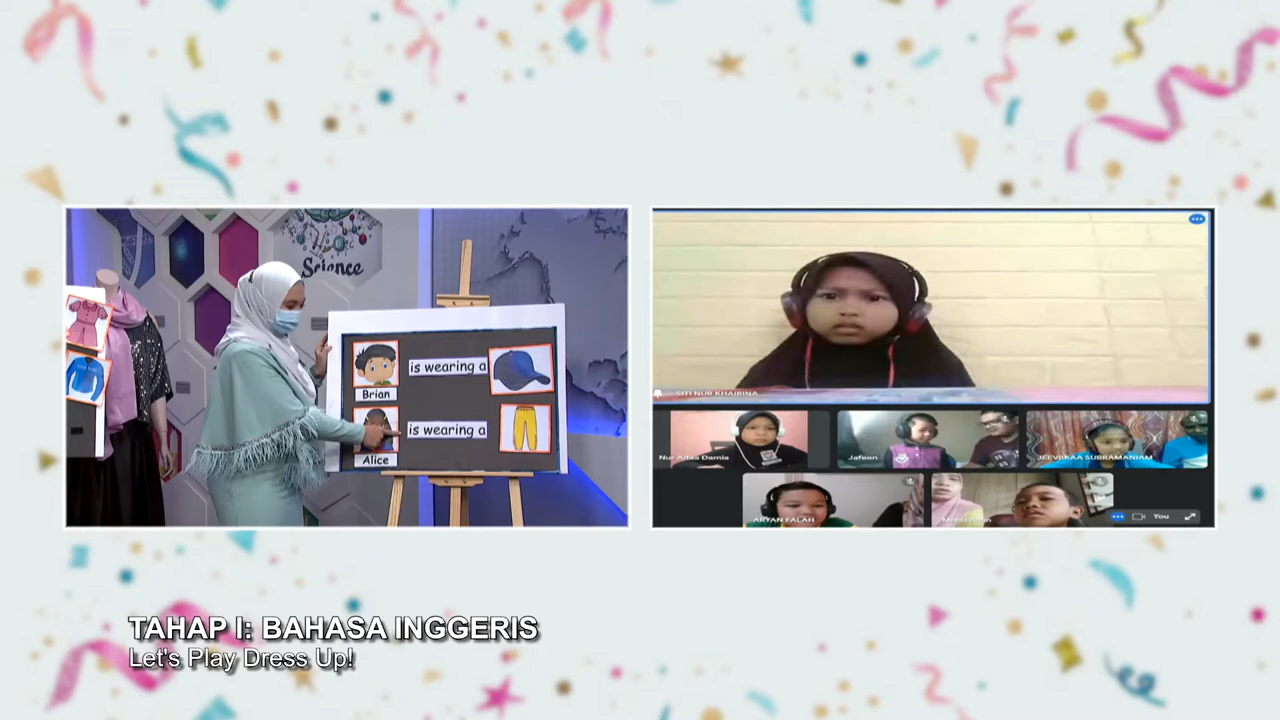 Science
is wearing a
Brian
is wearing a
Alice
SITI NUR KHAIRINA
Nur Alfas Damia
Jafeen
JEEVIKAA SUBRAMANIAM
ARYAN FALAH
You
TAHAP I: BAHASA INGGERIS
Let's Play Dress Up!